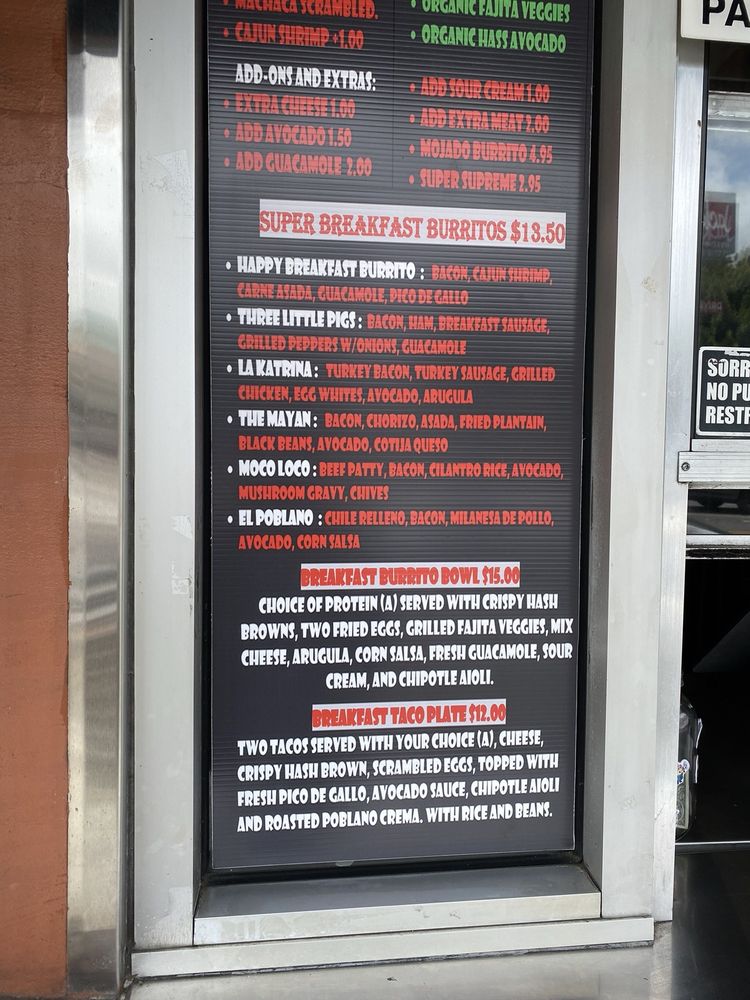 • MACHACA SCRAMBLED.
• CAJUN SHRIMP +1.00
• ORGANIC FAJITA VEGGIES
• ORGANIC HASS AVOCADO
ADD-ONS AND EXTRAS:
• EXTRA CHEESE 1.00
• ADD AVOCADO 1.50
• ADD GUACAMOLE 2.00
• ADD SOUR CREAM 1.00
• ADD EXTRA MEAT 2.00
• MOJADO BURRITO 4.95
• SUPER SUPREME 2.95
SUPER BREAKFAST BURRITOS $13.50
• HAPPY BREAKFAST BURRITO : BACON, CAJUN SHRIMP,
CARNE ASADA, GUACAMOLE, PICO DE GALLO
• THREE LITTLE PIGS : BACON, HAM, BREAKFAST SAUSAGE,
GRILLED PEPPERS W/ONIONS, GUACAMOLE
• LA KATRINA : TURKEY BACON, TURKEY SAUSAGE, GRILLED
CHICKEN, EGG WHITES, AVOCADO, ARUGULA
• THE MAYAN : BACON, CHORIZO, ASADA, FRIED PLANTAIN,
BLACK BEANS, AVOCADO, COTIJA QUESO
• MOCO LOCO : BEEF PATTY, BACON, CILANTRO RICE, AVOCADO,
MUSHROOM GRAVY, CHIVES
• EL POBLANO : CHILE RELLENO, BACON, MILANESA DE POLLO,
AVOCADO, CORN SALSA
BREAKFAST BURRITO BOWL $15.00
CHOICE OF PROTEIN (A) SERVED WITH CRISPY HASH
BROWNS, TWO FRIED EGGS, GRILLED FAJITA VEGGIES, MIX
CHEESE, ARUGULA, CORN SALSA, FRESH GUACAMOLE, SOUR
CREAM, AND CHIPOTLE AIOLI.
BREAKFAST TACO PLATE $12.00
TWO TACOS SERVED WITH YOUR CHOICE (A), CHEESE,
CRISPY HASH BROWN, SCRAMBLED EGGS, TOPPED WITH
FRESH PICO DE GALLO, AVOCADO SAUCE, CHIPOTLE AIOLI
AND ROASTED POBLANO CREMA. WITH RICE AND BEANS.
PA
SORR
NO PU
RESTR